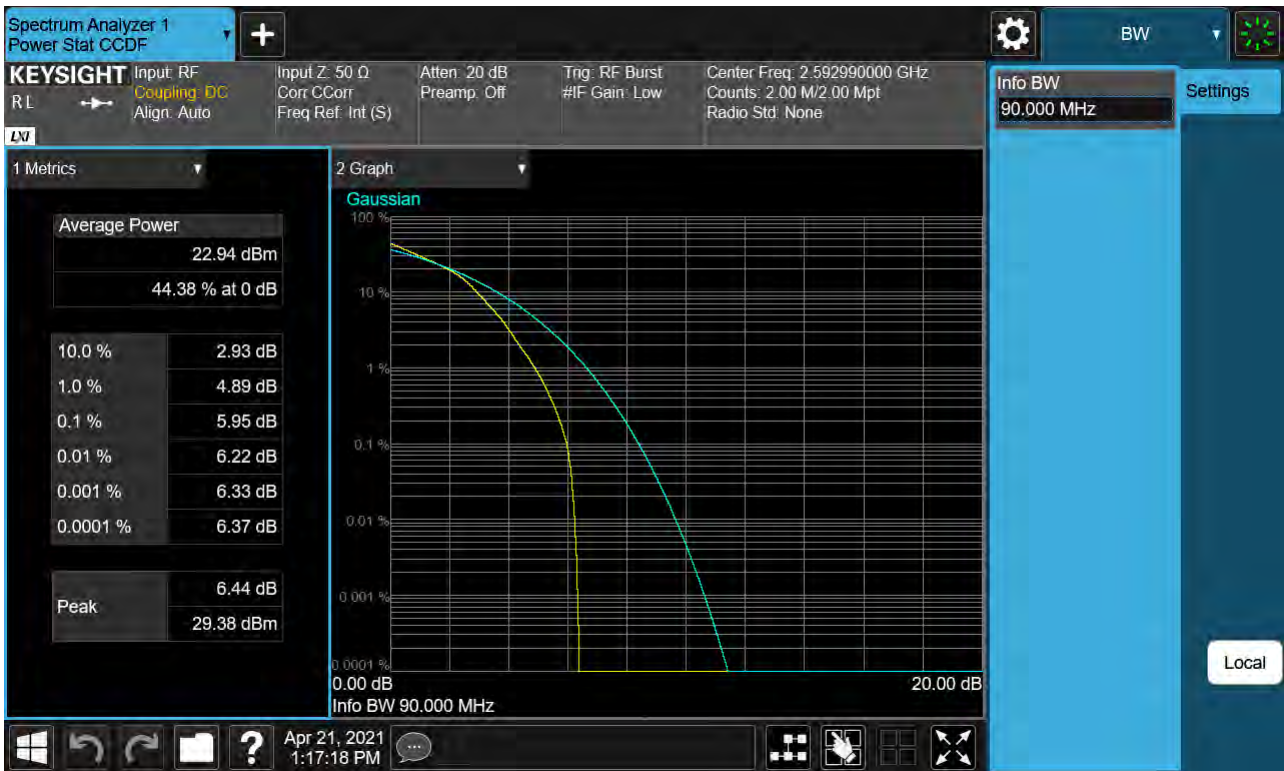 Spectrum Analyzer 1
Power Stat CCDF
BW
KEYSIGHT
RL
LXI
Input: RF
Coupling: DC
Align: Auto
Input Z: 50 Ω
Corr CCorr
Freq Ref: Int (S)
Atten: 20 dB
Preamp: Off
Trig: RF Burst
#IF Gain: Low
Center Freq: 2.592990000 GHz
Counts: 2.00 M/2.00 Mpt
Radio Std: None
Info BW
90.000 MHz
Settings
1 Metrics
Average Power
22.94 dBm
44.38 % at 0 dB
10.0 % 2.93 dB
1.0 % 4.89 dB
0.1 % 5.95 dB
0.01 % 6.22 dB
0.001 % 6.33 dB
0.0001 % 6.37 dB
Peak
6.44 dB
29.38 dBm
2 Graph
Gaussian
100 %
10 %
1 %
0.1 %
0.01 %
0.001 %
0.0001 %
0.00 dB 20.00 dB
Info BW 90.000 MHz
Local
?
Apr 21, 2021
1:17:18 PM